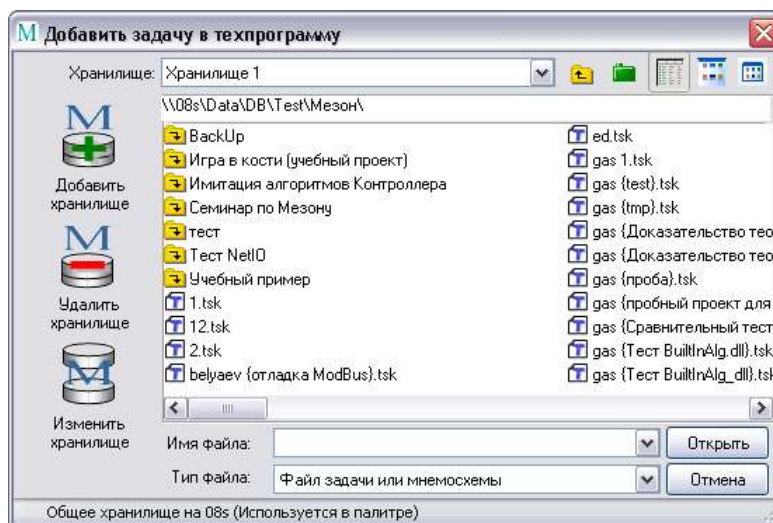 M Добавить задачу в техпрограмму
Хранилище: Хранилище 1
\\08s\Data\DB\Test\Мезон\
M
Добавить
хранилище
M
Удалить
хранилище
M
Изменить
хранилище
BackUp
Игра в кости (учебный проект)
Имитация алгоритмов Контроллера
Семинар по Мезону
тест
Тест NetIO
Учебный пример
1.tsk
12.tsk
2.tsk
belyaev {отладка ModBus}.tsk
ed.tsk
gas 1.tsk
gas {test}.tsk
gas {tmp}.tsk
gas {Доказательство тео
gas {Доказательство тео
gas {проба}.tsk
gas {пробный проект для
gas {Сравнительный тест
gas {Тест BuiltInAlg.dll}.tsk
gas {Тест BuiltInAlg_dll}.tsk
Имя файла:
Открыть
Тип файла: Файл задачи или мнемосхемы
Отмена
Общее хранилище на 08s (Используется в палитре)